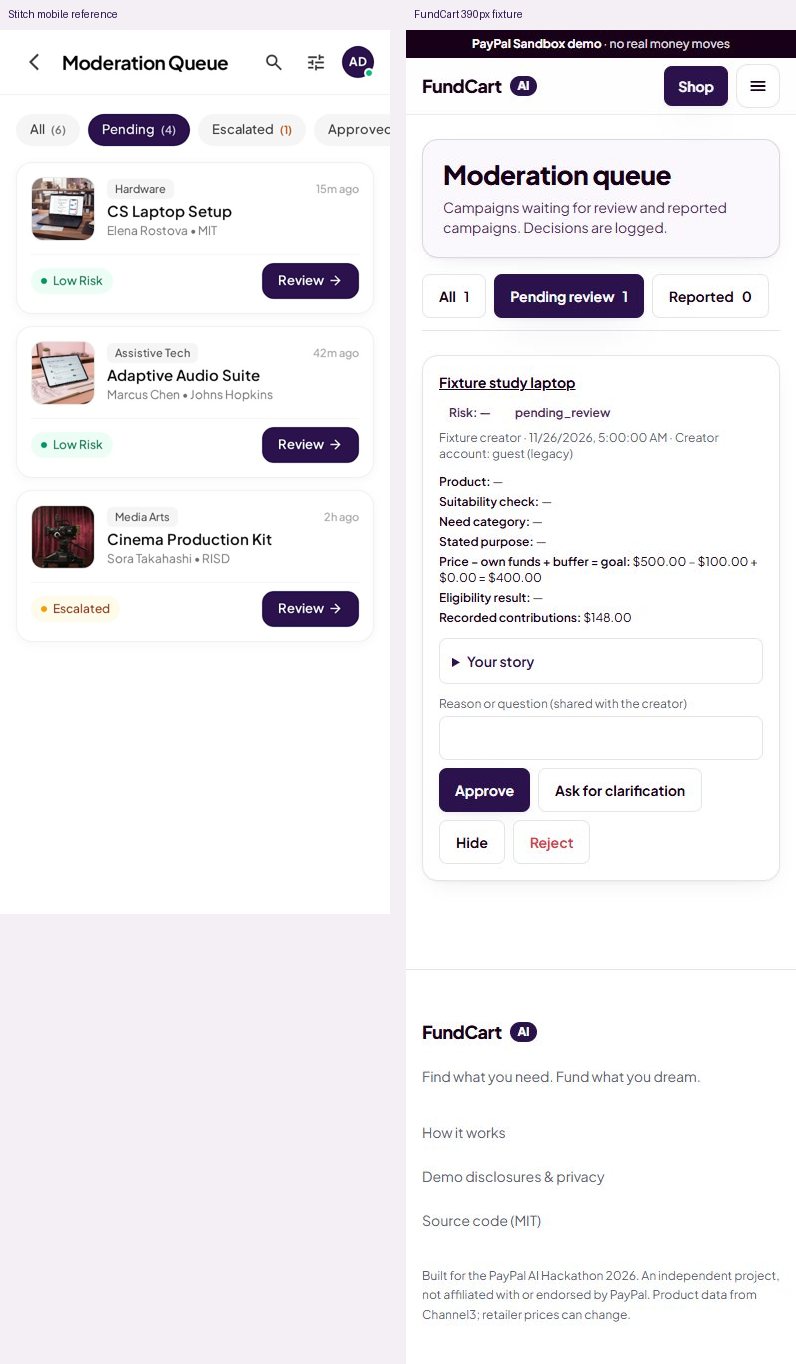 Stitch mobile reference
Moderation Queue
AD
All (6)
Pending (4)
Escalated (1)
Approved
Hardware
15m ago
CS Laptop Setup
Elena Rostova • MIT
Low Risk
Review →
Assistive Tech
42m ago
Adaptive Audio Suite
Marcus Chen • Johns Hopkins
Low Risk
Review →
Media Arts
2h ago
Cinema Production Kit
Sora Takahashi • RISD
Escalated
Review →
FundCart 390px fixture
PayPal Sandbox demo · no real money moves
FundCart AI
Shop
Moderation queue
Campaigns waiting for review and reported
campaigns. Decisions are logged.
All 1
Pending review 1
Reported 0
Fixture study laptop
Risk: — pending_review
Fixture creator · 11/26/2026, 5:00:00 AM · Creator
account: guest (legacy)
Product: —
Suitability check: —
Need category: —
Stated purpose: —
Price − own funds + buffer = goal: $500.00 − $100.00 +
$0.00 = $400.00
Eligibility result: —
Recorded contributions: $148.00
Your story
Reason or question (shared with the creator)
Approve
Ask for clarification
Hide
Reject
FundCart AI
Find what you need. Fund what you dream.
How it works
Demo disclosures & privacy
Source code (MIT)
Built for the PayPal AI Hackathon 2026. An independent project,
not affiliated with or endorsed by PayPal. Product data from
Channel3; retailer prices can change.